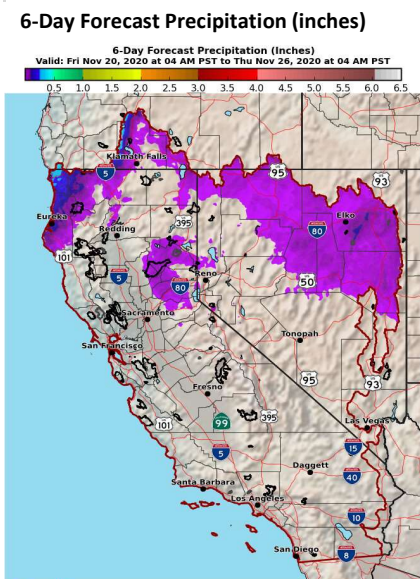 6-Day Forecast Precipitation (inches)
6-Day Forecast Precipitation (Inches)
Valid: Fri Nov 20, 2020 at 04 AM PST to Thu Nov 26, 2020 at 04 AM PST
0.5 1.0 1.5 2.0 2.5 3.0 3.5 4.0 4.5 5.0 5.5 6.0 6.5
Klamath Falls
5
95
93
Eureka
Elko
Redding
395
80
101
5
Reno
50
80
Sacramento
Tonopah
San Francisco
95
93
Fresno
99
395
101
Las Vegas
5
15
Daggett
40
Santa Barbara
Los Angeles
10
San Diego
8